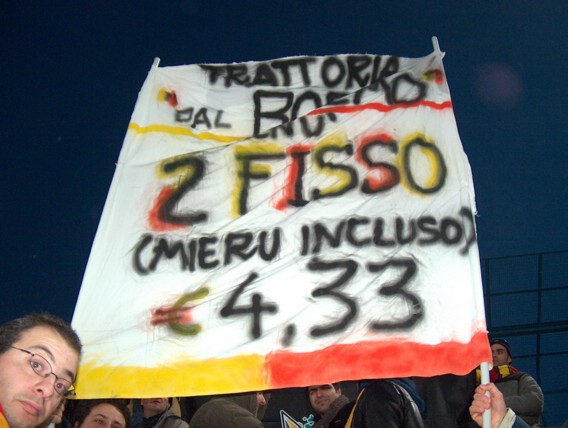 TRATTORIA
DAL
2 FISSO
(MIERU INCLUSO)
€ 4,33